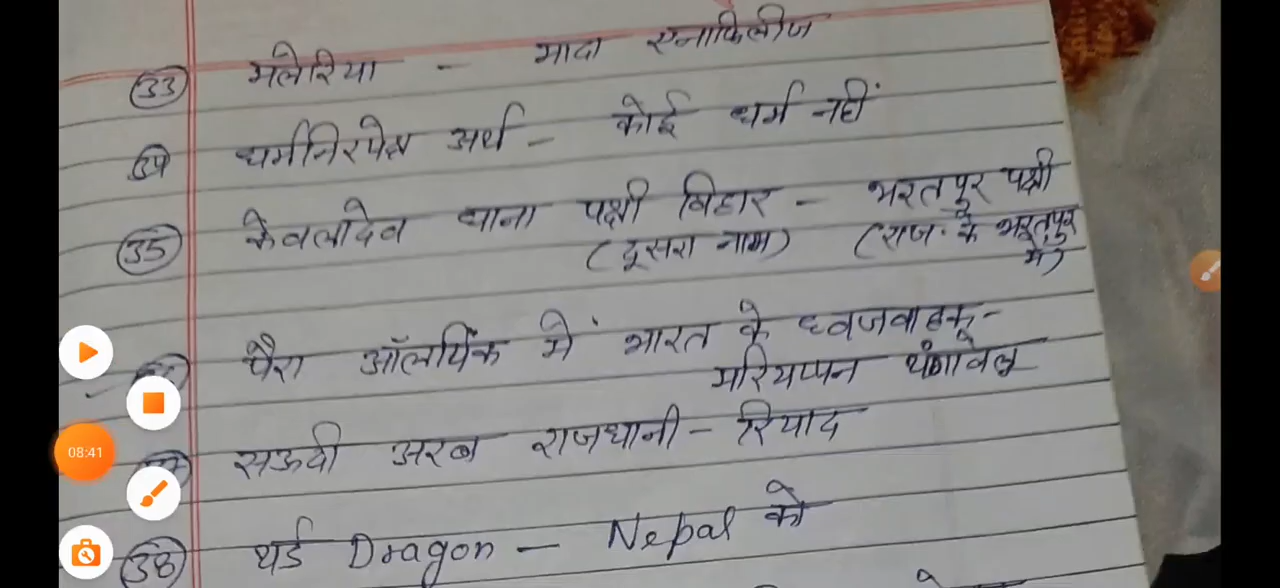 33 मलेरिया - मादा एनाफिलीज
34 धर्मनिरपेक्ष अर्थ - कोई धर्म नहीं
35 केवलादेव धाना पक्षी विहार - भरतपुर पक्षी
(दूसरा नाम) (राज. के भरतपुर
में)
पैरा ऑलंपिक में भारत के ध्वजवाहक -
मरियप्पन थंगावेलू
सऊदी अरब राजधानी - रियाद
08:41
38 थर्ड Dragon - Nepal को